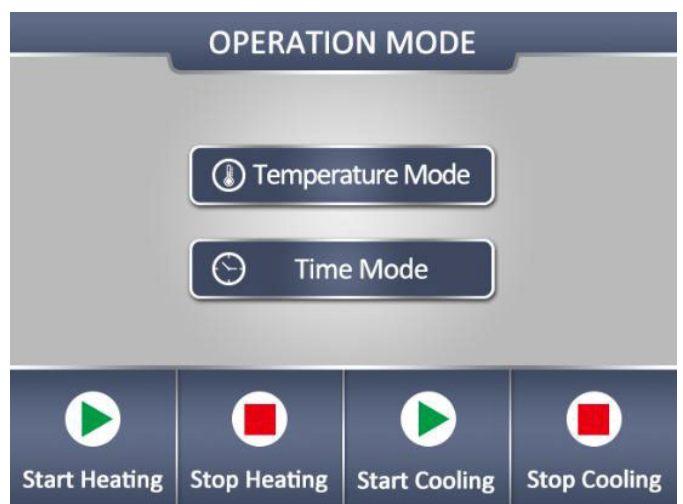 OPERATION MODE
Temperature Mode
Time Mode
Start Heating
Stop Heating
Start Cooling
Stop Cooling